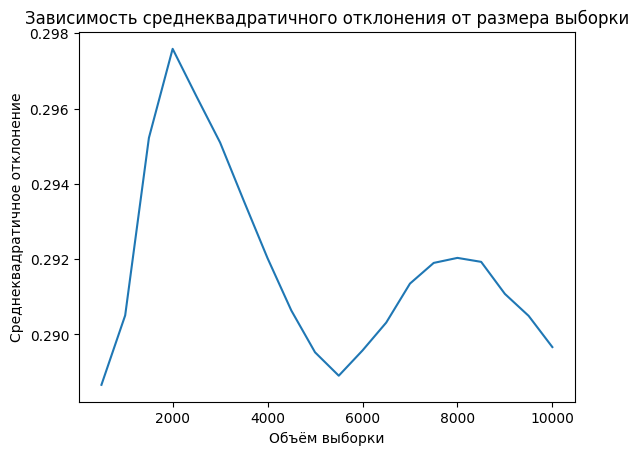 Зависимость среднеквадратичного отклонения от размера выборки
0.298
0.296
0.294
0.292
0.290
Среднеквадратичное отклонение
2000 4000 6000 8000 10000
Объём выборки